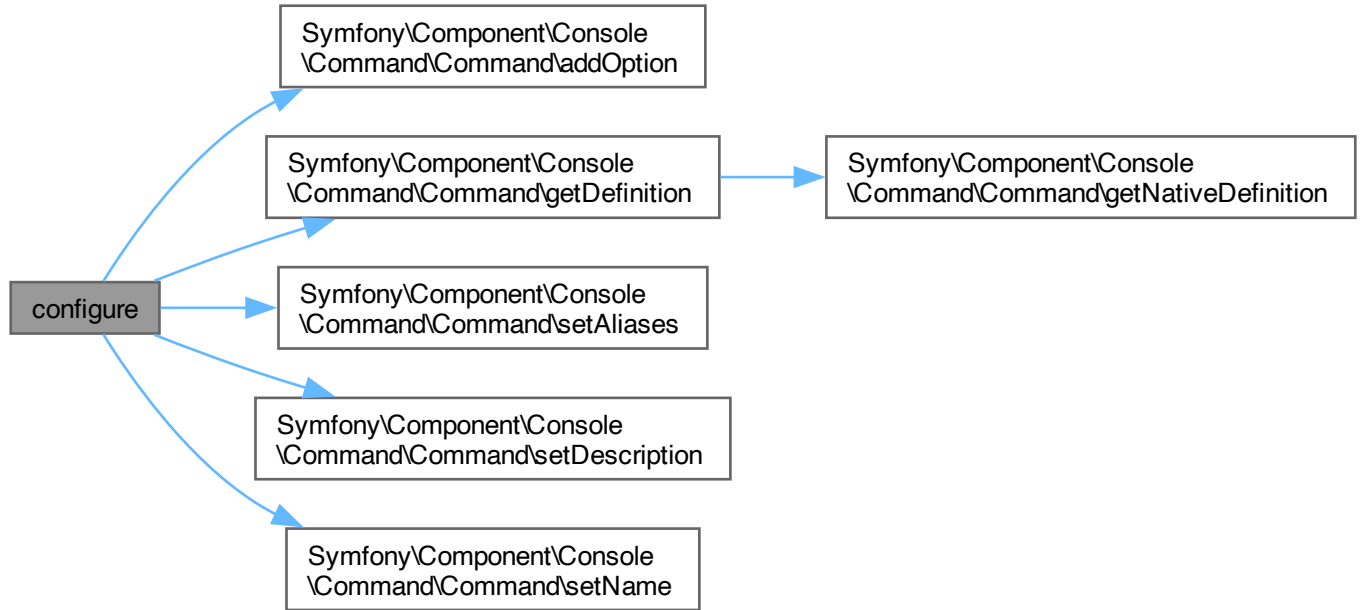 Symfony\Component\Console
\Command\Command\addOption
Symfony\Component\Console
\Command\Command\getDefinition
Symfony\Component\Console
\Command\Command\getNativeDefinition
configure
Symfony\Component\Console
\Command\Command\setAliases
Symfony\Component\Console
\Command\Command\setDescription
Symfony\Component\Console
\Command\Command\setName